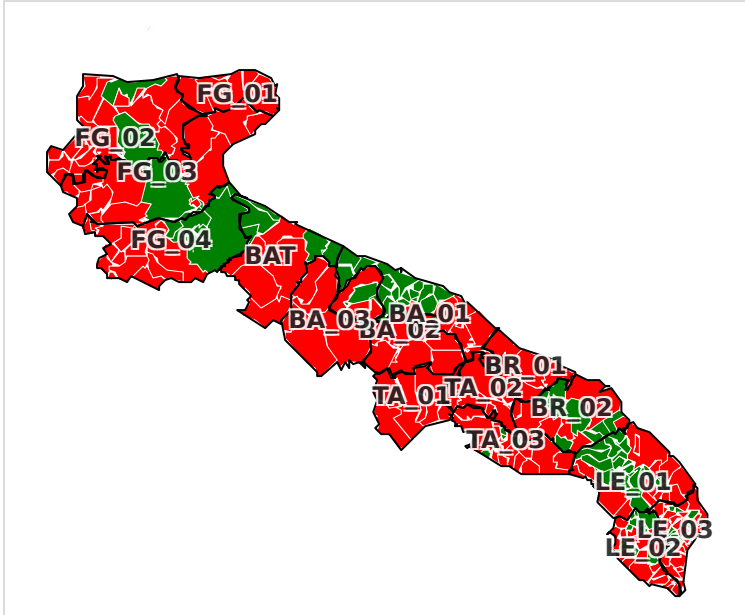 FG_01
FG_02
FG_03
FG_04
BAT
BA_01
BA_03
BA_02
BR_01
TA_02
TA_01
BR_02
TA_03
LE_01
LE_03
LE_02